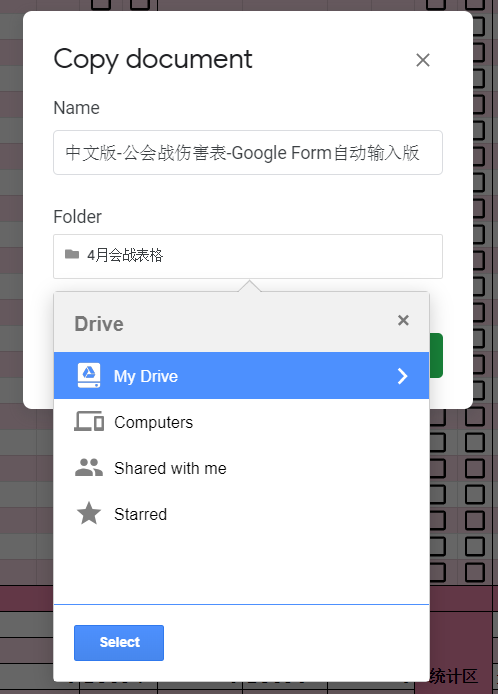 Copy document
Name
中文版-公会战伤害表-Google Form自动输入版
Folder
4月会战表格
Drive
My Drive
Computers
Shared with me
Starred
Select
统计区